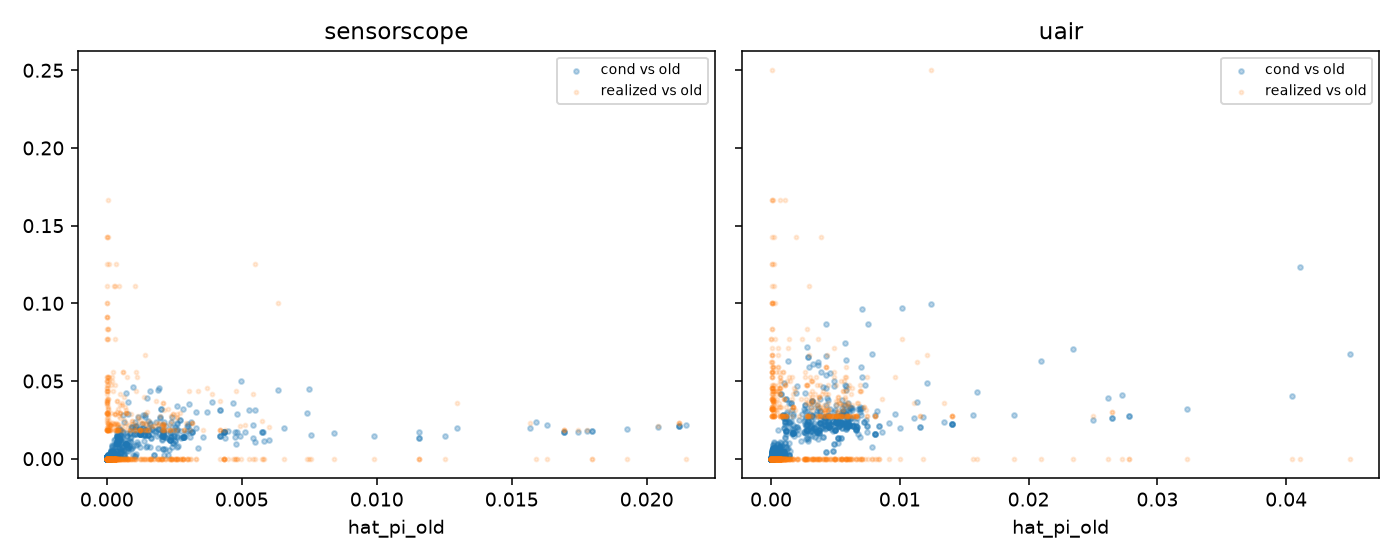 sensorscope
uair
cond vs old
realized vs old
cond vs old
realized vs old
0.25
0.20
0.15
0.10
0.05
0.00
0.000
0.005
0.010
0.015
0.020
0.00
0.01
0.02
0.03
0.04
hat_pi_old
hat_pi_old